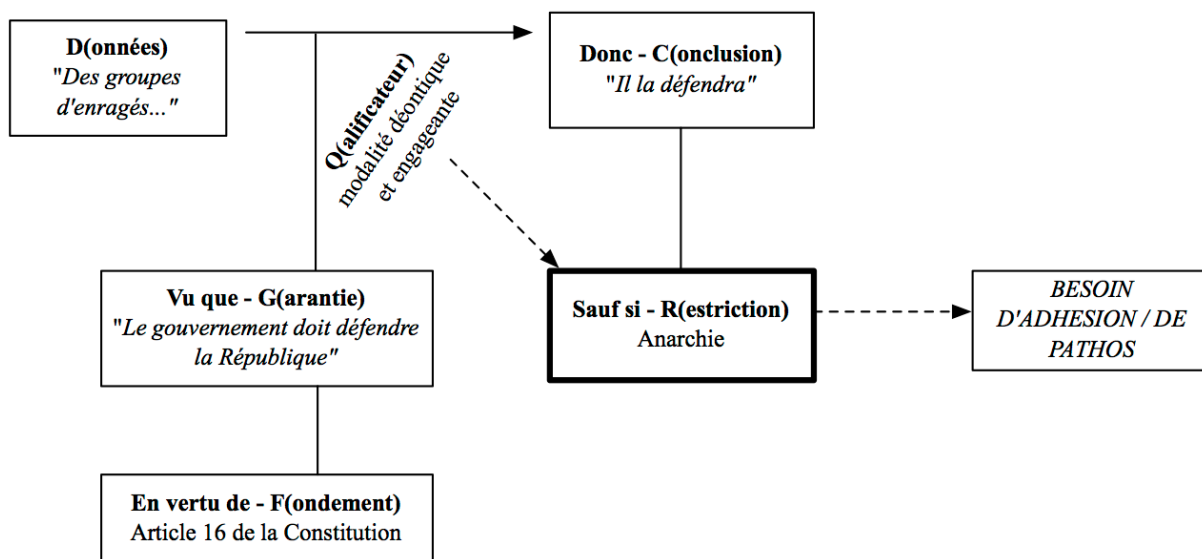 D(onnées)
"Des groupes
d'enragés..."
Donc - C(onclusion)
"Il la défendra"
Q(alificateur)
modalité déontique
et engageante
Vu que - G(arantie)
"Le gouvernement doit défendre
la République"
Sauf si - R(estriction)
Anarchie
BESOIN
D'ADHESION / DE
PATHOS
En vertu de - F(ondement)
Article 16 de la Constitution